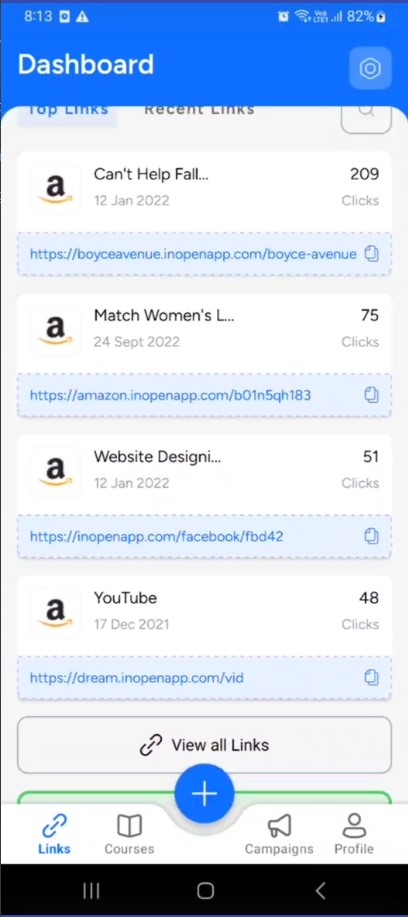 8:13 82%
Dashboard
Top Links Recent Links
Can't Help Fall... 209
12 Jan 2022 Clicks
https://boyceavenue.inopenapp.com/boyce-avenue
Match Women's L... 75
24 Sept 2022 Clicks
https://amazon.inopenapp.com/b01n5qh183
Website Designi... 51
12 Jan 2022 Clicks
https://inopenapp.com/facebook/fbd42
YouTube 48
17 Dec 2021 Clicks
https://dream.inopenapp.com/vid
View all Links
Links Courses Campaigns Profile